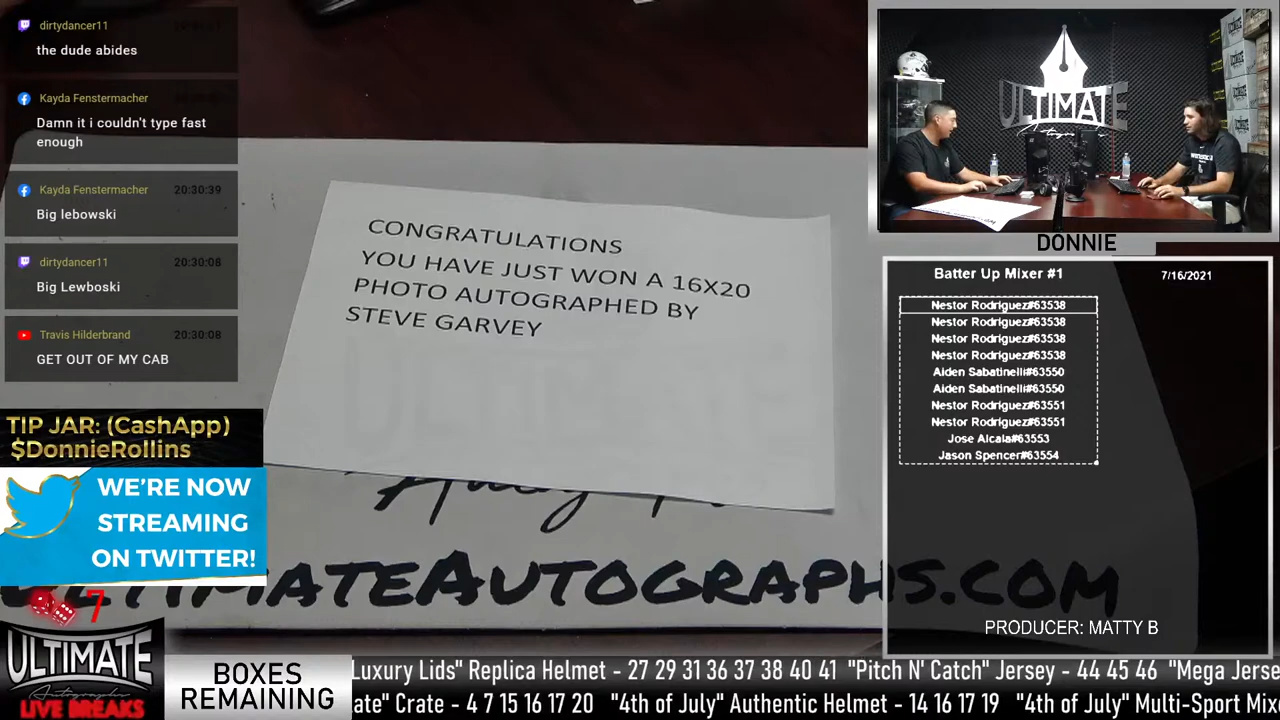 dirtydancer11
the dude abides
Kayda Fenstermacher
Damn it i couldn't type fast
enough
Kayda Fenstermacher 20:30:39
Big lebowski
dirtydancer11 20:30:08
Big Lewboski
Travis Hilderbrand 20:30:08
GET OUT OF MY CAB
TIP JAR: (CashApp)
$DonnieRollins
WE'RE NOW
STREAMING
ON TWITTER!
CONGRATULATIONS
YOU HAVE JUST WON A 16X20
PHOTO AUTOGRAPHED BY
STEVE GARVEY
ULTIMATEAUTOGRAPHS.COM
ULTIMATE
Autographs
DONNIE
Batter Up Mixer #1 7/16/2021
Nestor Rodriguez#63538
Nestor Rodriguez#63538
Nestor Rodriguez#63538
Nestor Rodriguez#63538
Aiden Sabatinelli#63550
Aiden Sabatinelli#63550
Nestor Rodriguez#63551
Nestor Rodriguez#63551
Jose Alcala#63553
Jason Spencer#63554
PRODUCER: MATTY B
7
ULTIMATE
Autographs
LIVE BREAKS
BOXES
REMAINING
Luxury Lids" Replica Helmet - 27 29 31 36 37 38 40 41 "Pitch N' Catch" Jersey - 44 45 46 "Mega Jerse
ate" Crate - 4 7 15 16 17 20 "4th of July" Authentic Helmet - 14 16 17 19 "4th of July" Multi-Sport Mix